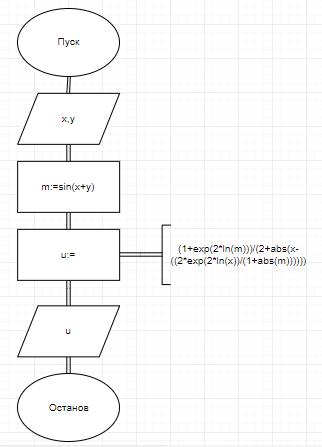 Пуск
x,y
m:=sin(x+y)
u:=
(1+exp(2*ln(m)))/(2+abs(x-
((2*exp(2*ln(x))/(1+abs(m))))))
u
Останов